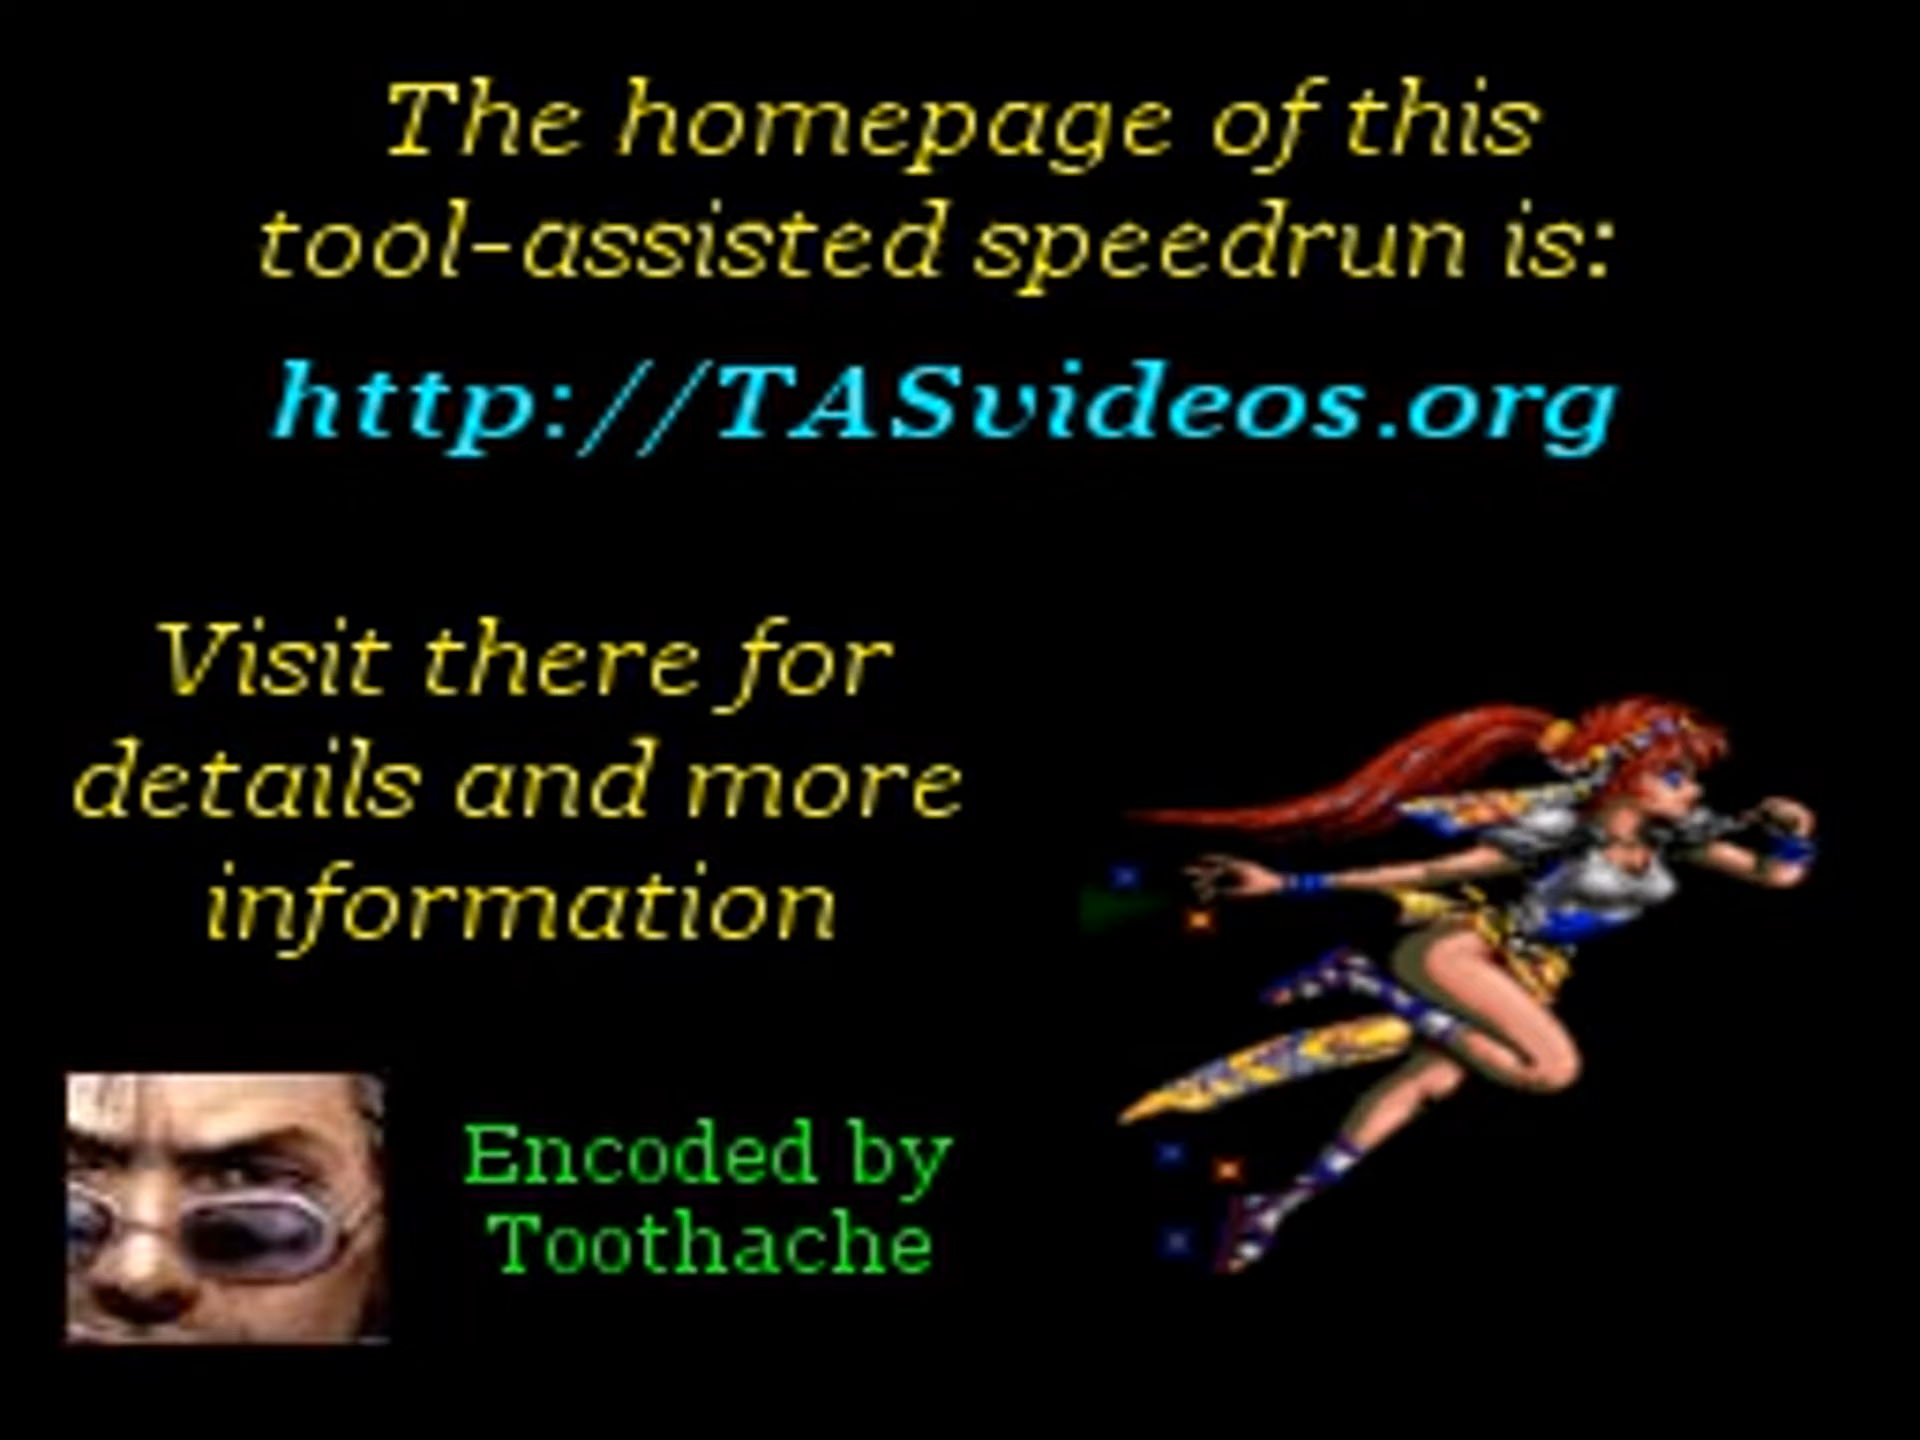 The homepage of this
tool-assisted speedrun is:
http://TASvideos.org
Visit there for
details and more
information
Encoded by
Toothache